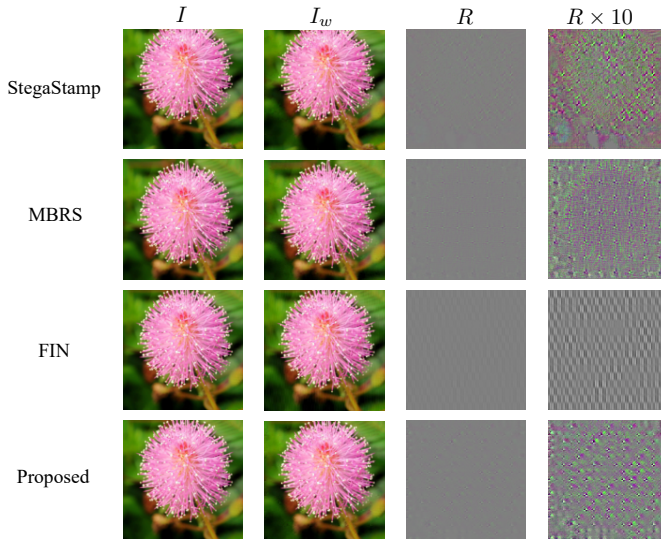 I I_w R R × 10
StegaStamp
MBRS
FIN
Proposed